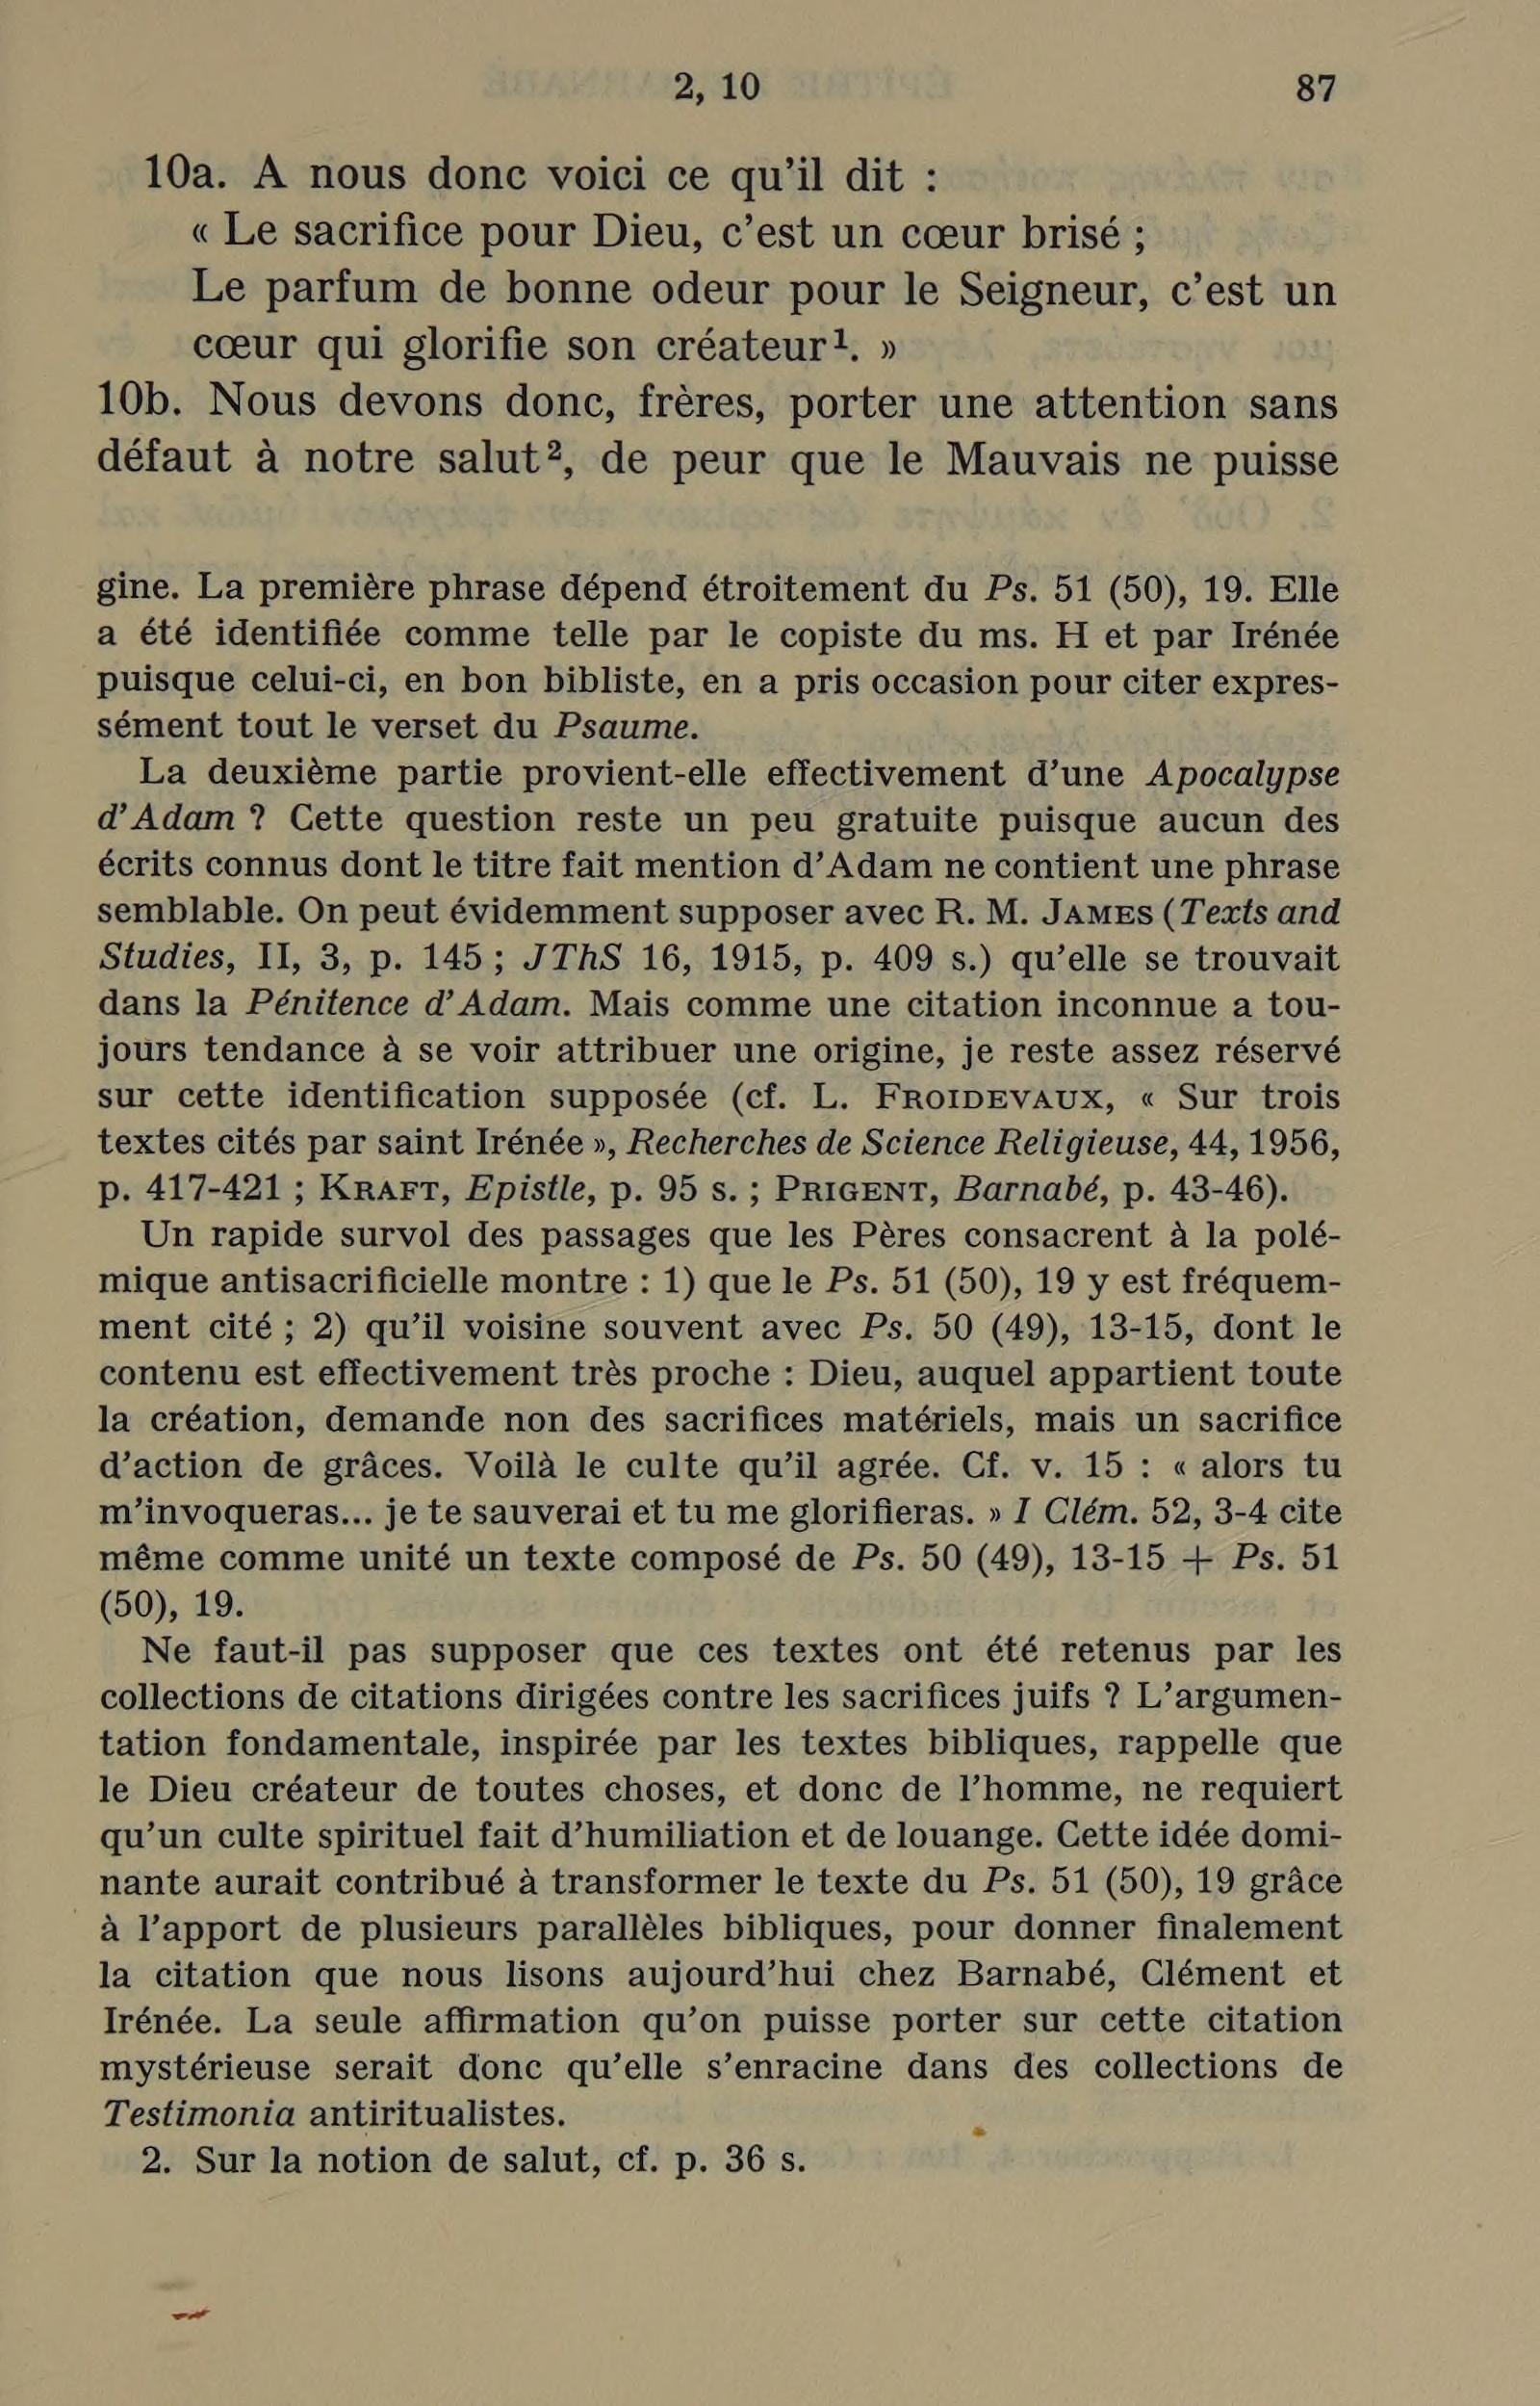 2, 10 87
10a. A nous donc voici ce qu’il dit :
« Le sacrifice pour Dieu, c’est un cœur brisé ;
Le parfum de bonne odeur pour le Seigneur, c’est un
cœur qui glorifie son créateur¹. »
10b. Nous devons donc, frères, porter une attention sans
défaut à notre salut², de peur que le Mauvais ne puisse
gine. La première phrase dépend étroitement du Ps. 51 (50), 19. Elle
a été identifiée comme telle par le copiste du ms. H et par Irénée
puisque celui-ci, en bon bibliste, en a pris occasion pour citer expres-
sément tout le verset du Psaume.
La deuxième partie provient-elle effectivement d’une Apocalypse
d’Adam ? Cette question reste un peu gratuite puisque aucun des
écrits connus dont le titre fait mention d’Adam ne contient une phrase
semblable. On peut évidemment supposer avec R. M. JAMES (Texts and
Studies, II, 3, p. 145 ; JThS 16, 1915, p. 409 s.) qu’elle se trouvait
dans la Pénitence d’Adam. Mais comme une citation inconnue a tou-
jours tendance à se voir attribuer une origine, je reste assez réservé
sur cette identification supposée (cf. L. FROIDEVAUX, « Sur trois
textes cités par saint Irénée », Recherches de Science Religieuse, 44, 1956,
p. 417-421 ; KRAFT, Epistle, p. 95 s. ; PRIGENT, Barnabé, p. 43-46).
Un rapide survol des passages que les Pères consacrent à la polé-
mique antisacrificielle montre : 1) que le Ps. 51 (50), 19 y est fréquem-
ment cité ; 2) qu’il voisine souvent avec Ps. 50 (49), 13-15, dont le
contenu est effectivement très proche : Dieu, auquel appartient toute
la création, demande non des sacrifices matériels, mais un sacrifice
d’action de grâces. Voilà le culte qu’il agrée. Cf. v. 15 : « alors tu
m’invoqueras... je te sauverai et tu me glorifieras. » I Clém. 52, 3-4 cite
même comme unité un texte composé de Ps. 50 (49), 13-15 + Ps. 51
(50), 19.
Ne faut-il pas supposer que ces textes ont été retenus par les
collections de citations dirigées contre les sacrifices juifs ? L’argumen-
tation fondamentale, inspirée par les textes bibliques, rappelle que
le Dieu créateur de toutes choses, et donc de l’homme, ne requiert
qu’un culte spirituel fait d’humiliation et de louange. Cette idée domi-
nante aurait contribué à transformer le texte du Ps. 51 (50), 19 grâce
à l’apport de plusieurs parallèles bibliques, pour donner finalement
la citation que nous lisons aujourd’hui chez Barnabé, Clément et
Irénée. La seule affirmation qu’on puisse porter sur cette citation
mystérieuse serait donc qu’elle s’enracine dans des collections de
Testimonia antiritualistes.
2. Sur la notion de salut, cf. p. 36 s.